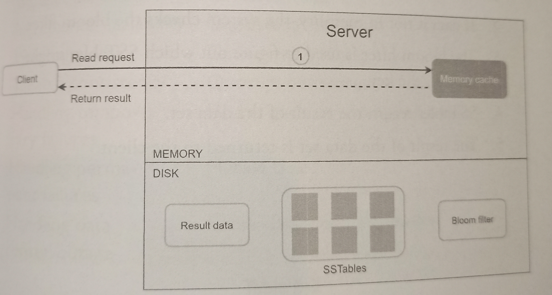 Server
Read request
1
Client
Memory cache
Return result
MEMORY
DISK
Result data
Bloom filter
SSTables